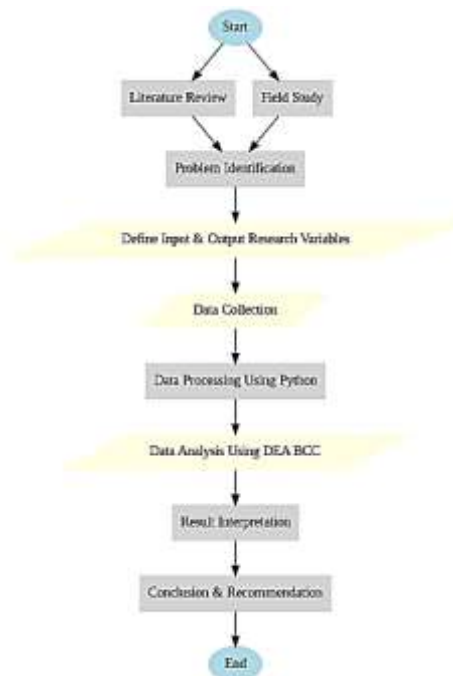 Start
Literature Review
Field Study
Problem Identification
Define Input & Output Research Variables
Data Collection
Data Processing Using Python
Data Analysis Using DEA BCC
Result Interpretation
Conclusion & Recommendation
End